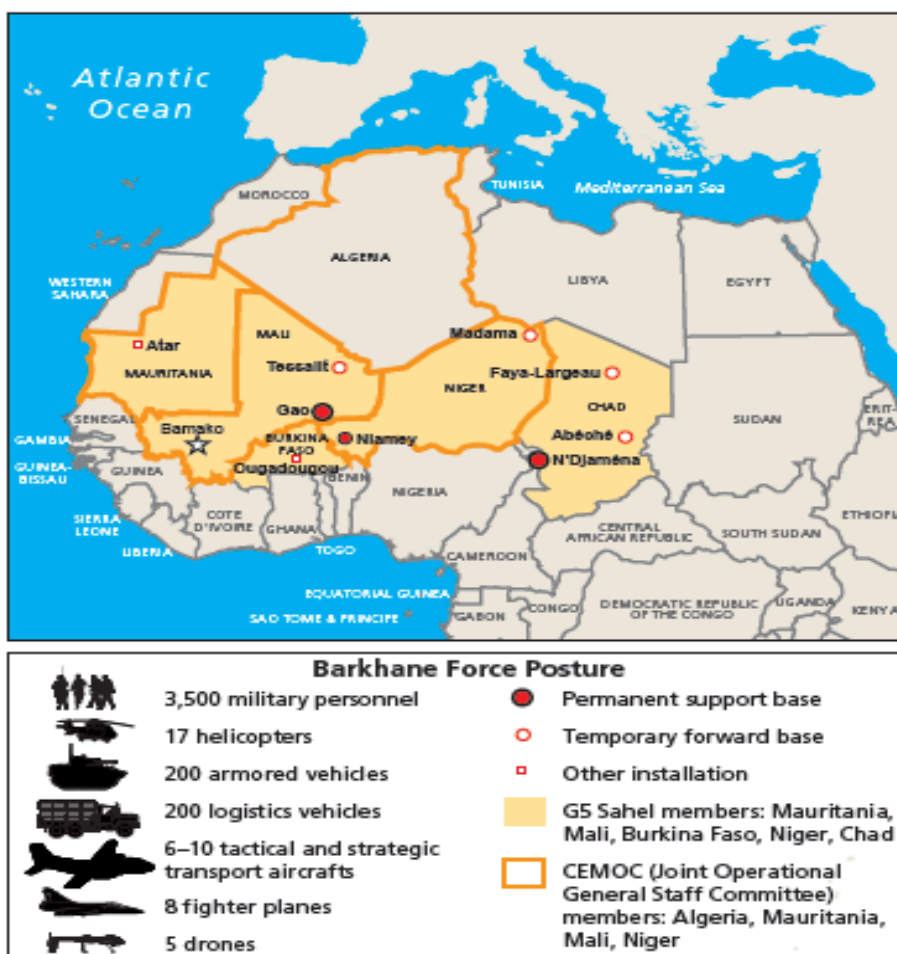 Atlantic
Ocean
MOROCCO
TUNISIA
Mediterranean Sea
ALGERIA
LIBYA
EGYPT
WESTERN
SAHARA
Atar
MAURITANIA
MALI
Tessalit
Madama
Faya-Largeau
NIGER
CHAD
SUDAN
ERIT-
REA
SENEGAL
Gao
Bamako
GAMBIA
GUINEA-
BISSAU
BURKINA
FASO
Niamey
Abéché
N'Djaména
Ougadougou
GUINEA
BENIN
NIGERIA
SIERRA
LEONE
COTE
D'IVOIRE
GHANA
LIBERIA
TOGO
CENTRAL
AFRICAN REPUBLIC
SOUTH SUDAN
ETHIOPI
CAMEROON
EQUATORIAL GUINEA
SAO TOME & PRINCIPE
GABON
CONGO
DEMOCRATIC REPUBLIC
OF THE CONGO
UGANDA
KENYA
Barkhane Force Posture
3,500 military personnel
17 helicopters
200 armored vehicles
200 logistics vehicles
6–10 tactical and strategic
transport aircrafts
8 fighter planes
5 drones
Permanent support base
Temporary forward base
Other installation
G5 Sahel members: Mauritania,
Mali, Burkina Faso, Niger, Chad
CEMOC (Joint Operational
General Staff Committee)
members: Algeria, Mauritania,
Mali, Niger